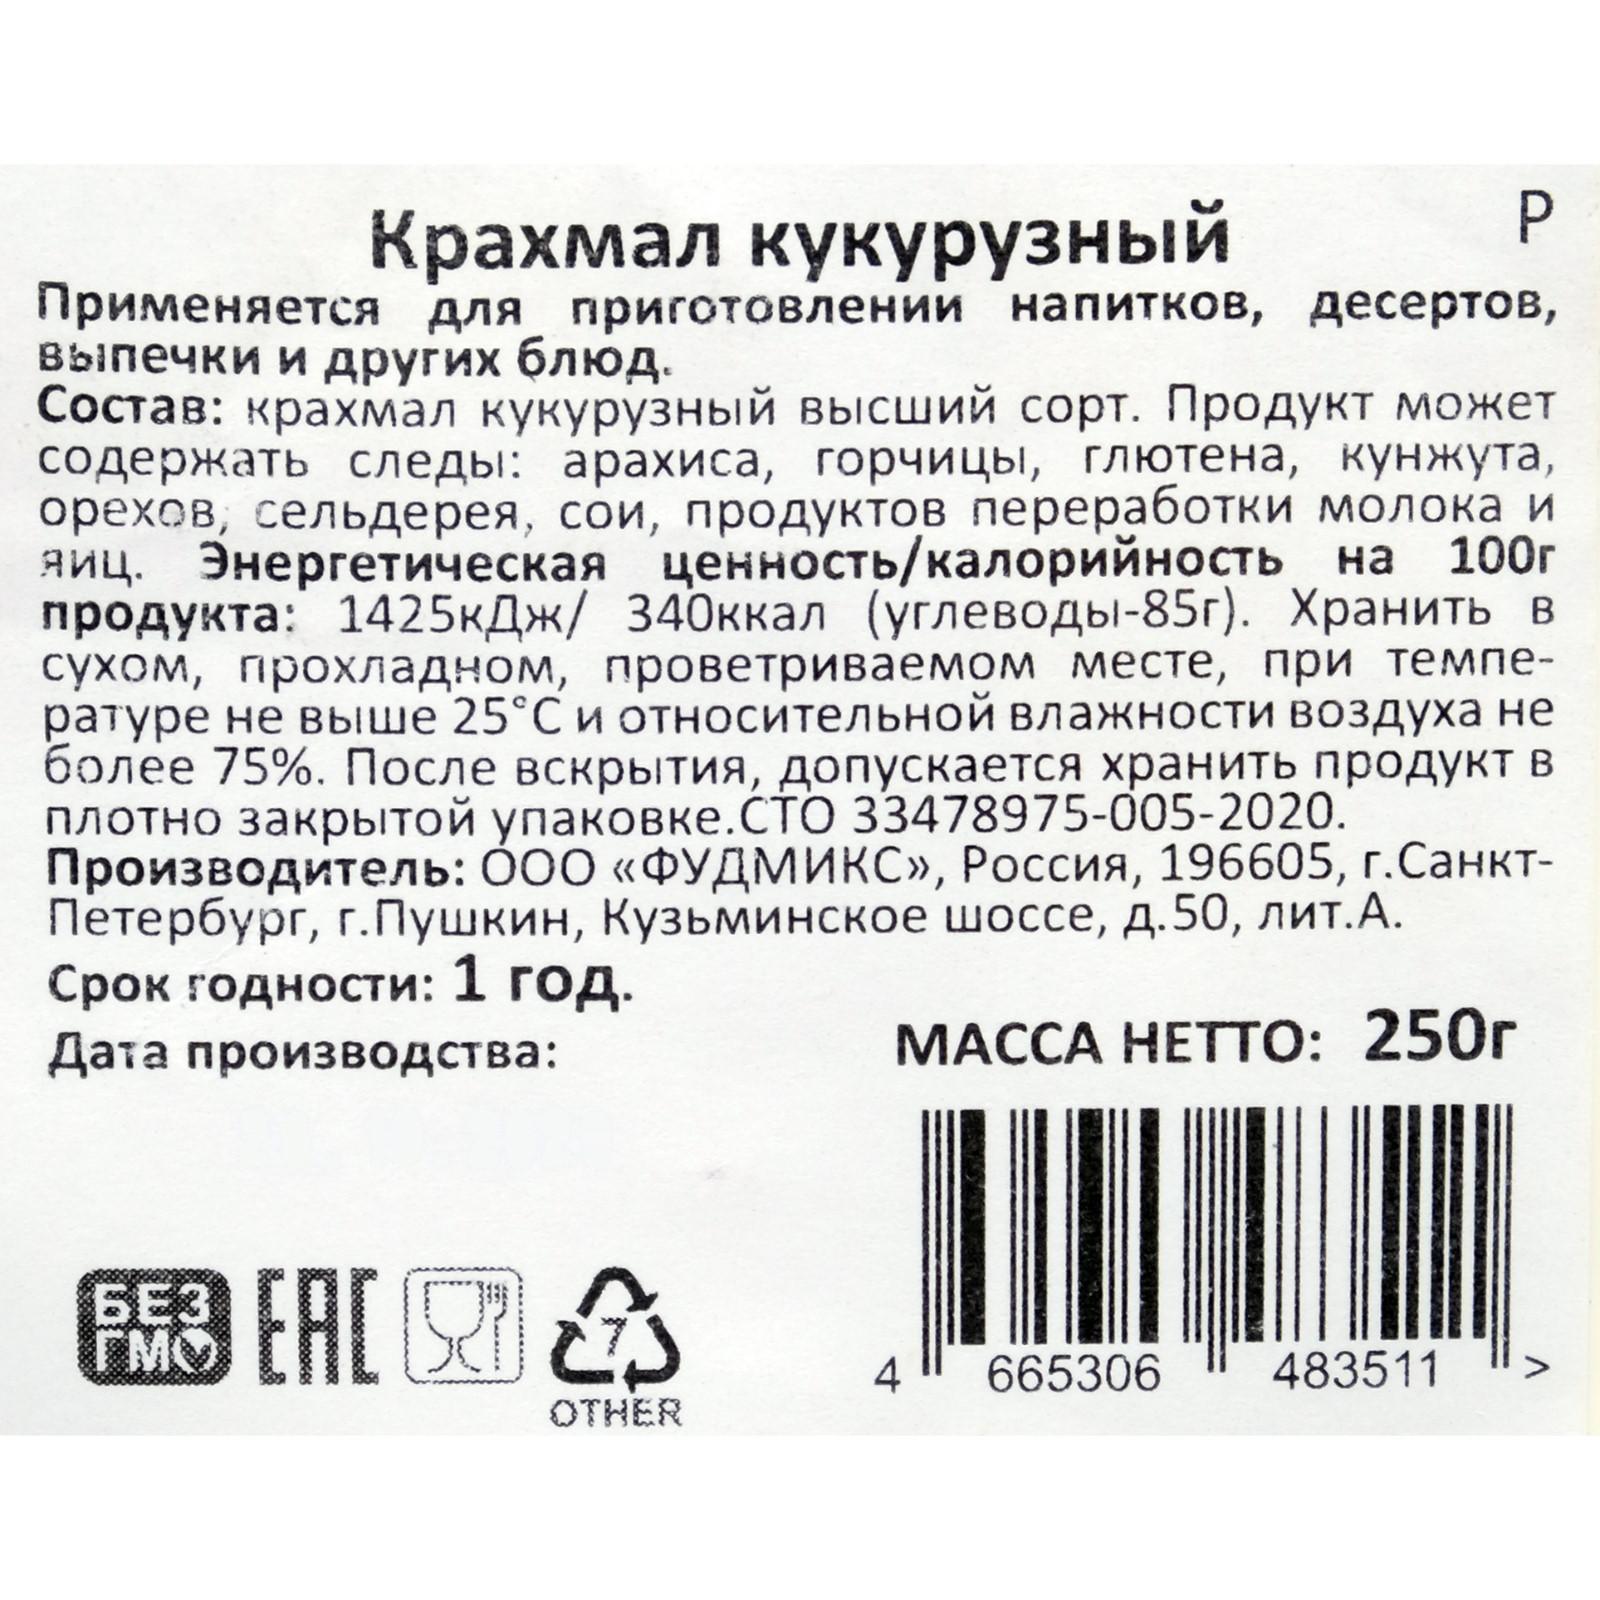 Р
Крахмал кукурузный
Применяется для приготовлении напитков, десертов,
выпечки и других блюд.
Состав: крахмал кукурузный высший сорт. Продукт может
содержать следы: арахиса, горчицы, глютена, кунжута,
орехов, сельдерея, сои, продуктов переработки молока и
яиц. Энергетическая ценность/калорийность на 100г
продукта: 1425кДж/ 340ккал (углеводы-85г). Хранить в
сухом, прохладном, проветриваемом месте, при темпе-
ратуре не выше 25°С и относительной влажности воздуха не
более 75%. После вскрытия, допускается хранить продукт в
плотно закрытой упаковке.СТО 33478975-005-2020.
Производитель: ООО «ФУДМИКС», Россия, 196605, г.Санкт-
Петербург, г.Пушкин, Кузьминское шоссе, д.50, лит.А.
Срок годности: 1 год.
Дата производства:
МАССА НЕТТО: 250г
БЕЗ
ГМО
ЕАС
7
OTHER
4 665306 483511 >